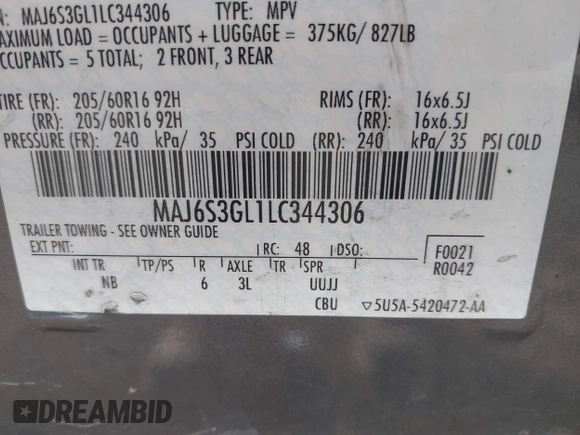 N: MAJ6S3GL1LC344306 TYPE: MPV
MAXIMUM LOAD = OCCUPANTS + LUGGAGE = 375KG/ 827LB
OCCUPANTS = 5 TOTAL; 2 FRONT, 3 REAR
TIRE (FR): 205/60R16 92H RIMS (FR): 16x6.5J
(RR): 205/60R16 92H (RR): 16x6.5J
PRESSURE (FR): 240 kPa/ 35 PSI COLD (RR): 240 kPa/ 35 PSI COLD
MAJ6S3GL1LC344306
TRAILER TOWING - SEE OWNER GUIDE
EXT PNT: RC: 48 DSO: F0021
R0042
INT TR TP/PS R AXLE TR SPR
NB 6 3L UUJJ
CBU ▽5U5A-5420472-AA
DREAMBID